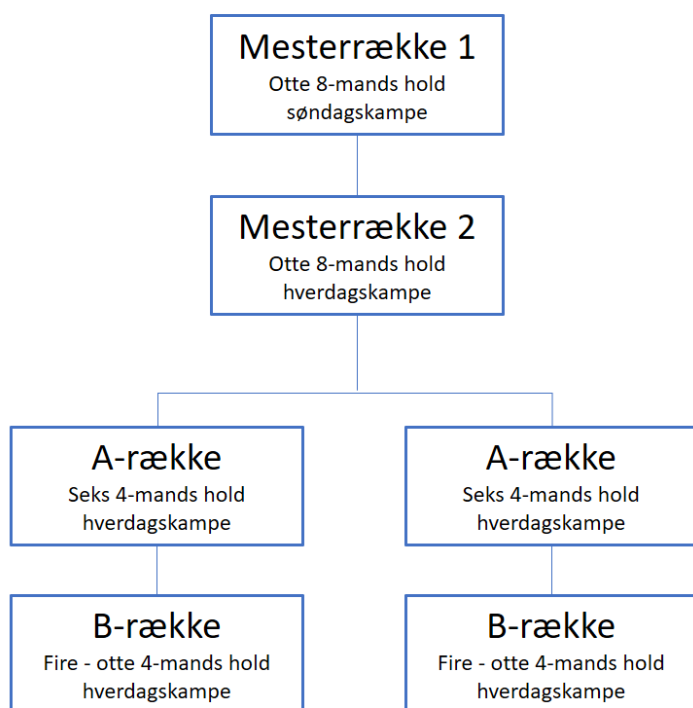 Mesterrække 1
Otte 8-mands hold
søndagskampe
Mesterrække 2
Otte 8-mands hold
hverdagskampe
A-række
Seks 4-mands hold
hverdagskampe
A-række
Seks 4-mands hold
hverdagskampe
B-række
Fire - otte 4-mands hold
hverdagskampe
B-række
Fire - otte 4-mands hold
hverdagskampe